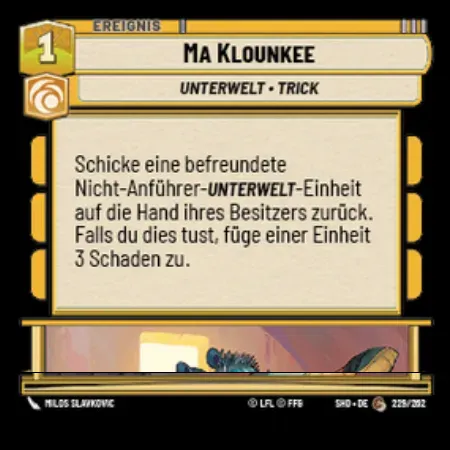 EREIGNIS
1
MA KLOUNKEE
UNTERWELT • TRICK
Schicke eine befreundete
Nicht-Anführer-UNTERWELT-Einheit
auf die Hand ihres Besitzers zurück.
Falls du dies tust, füge einer Einheit
3 Schaden zu.
MILOS SLAVKOVIC
© LFL © FFG
SHD • DE
229/262